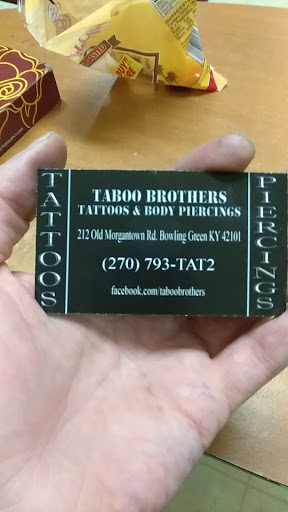 TATTOOS
TABOO BROTHERS
TATTOOS & BODY PIERCINGS
212 Old Morgantown Rd. Bowling Green KY 42101
(270) 793-TAT2
facebook.com/taboobrothers
PIERCINGS